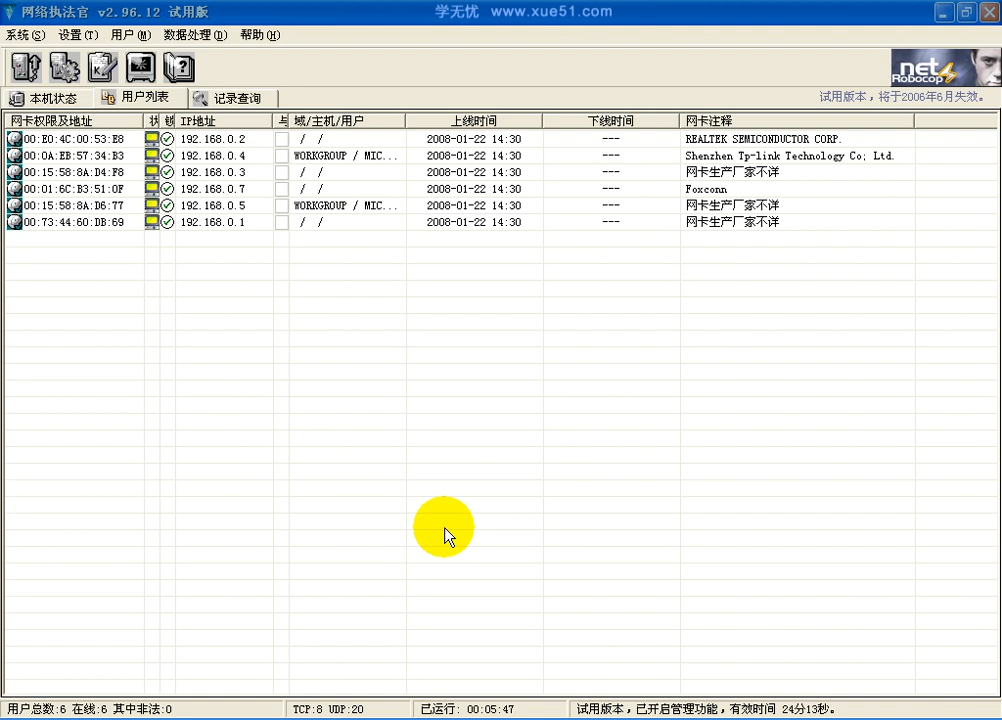 网络执法官 v2.96.12 试用版
学无忧 www.xue51.com
系统(S) 设置(T) 用户(M) 数据处理(D) 帮助(H)
net Robocop
本机状态 用户列表 记录查询
试用版本，将于2006年6月失效。
网卡权限及地址 状 锁 IP地址 与 域/主机/用户 上线时间 下线时间 网卡注释
00:E0:4C:00:53:E8 192.168.0.2 / / 2008-01-22 14:30 --- REALTEK SEMICONDUCTOR CORP.
00:0A:EB:57:34:B3 192.168.0.4 WORKGROUP / MIC... 2008-01-22 14:30 --- Shenzhen Tp-link Technology Co; Ltd.
00:15:58:8A:D4:F8 192.168.0.3 / / 2008-01-22 14:30 --- 网卡生产厂家不详
00:01:6C:B3:51:0F 192.168.0.7 / / 2008-01-22 14:30 --- Foxconn
00:15:58:8A:D6:77 192.168.0.5 WORKGROUP / MIC... 2008-01-22 14:30 --- 网卡生产厂家不详
00:73:44:60:DB:69 192.168.0.1 / / 2008-01-22 14:30 --- 网卡生产厂家不详
用户总数:6 在线:6 其中非法:0 TCP:8 UDP:20 已运行: 00:05:47 试用版本，已开启管理功能，有效时间 24分13秒。